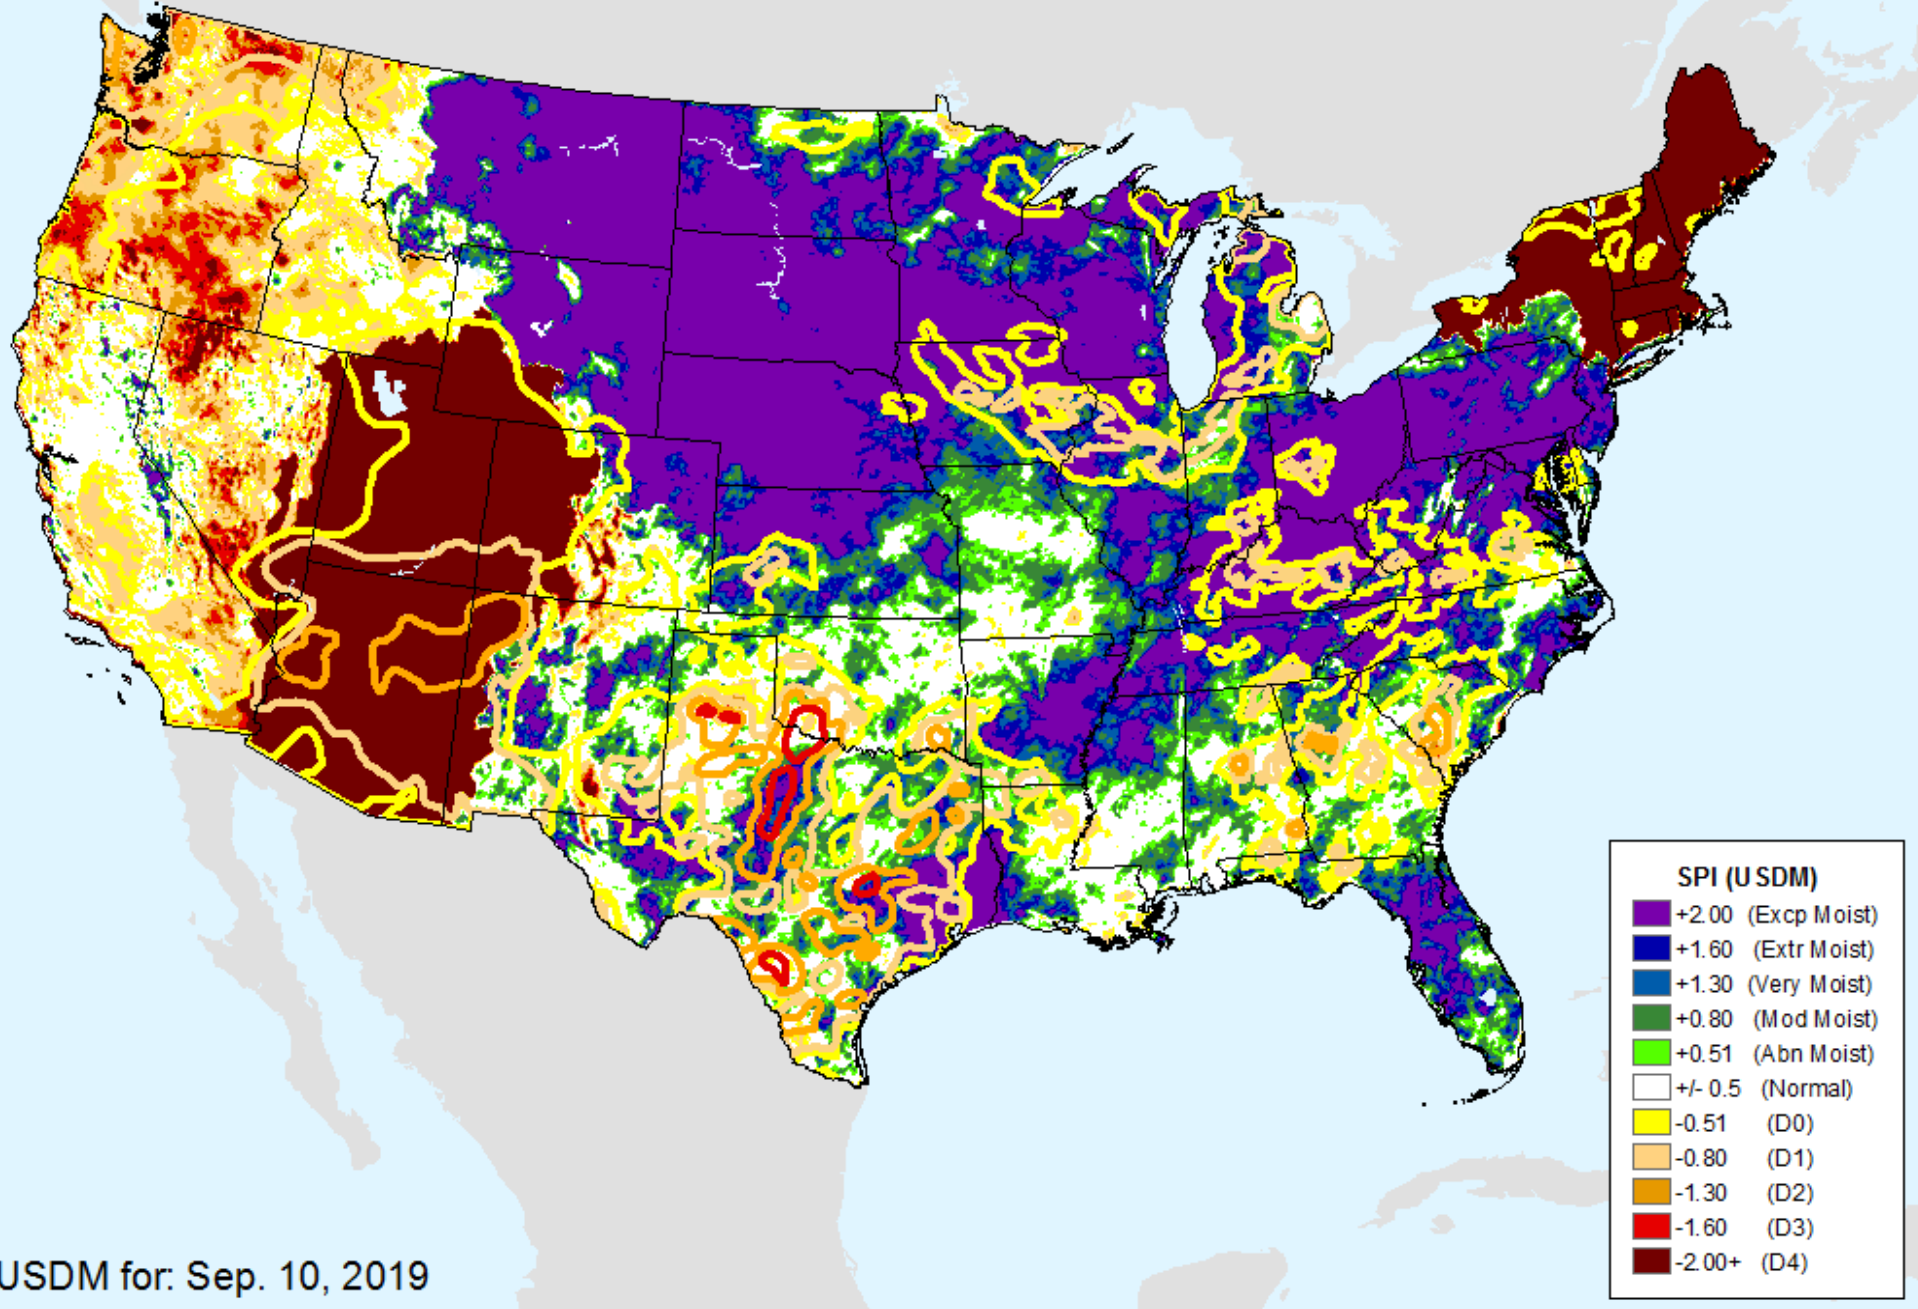 SPI (USDM)
+2.00 (Excp Moist)
+1.60 (Extr Moist)
+1.30 (Very Moist)
+0.80 (Mod Moist)
+0.51 (Abn Moist)
+/- 0.5 (Normal)
-0.51 (D0)
-0.80 (D1)
-1.30 (D2)
-1.60 (D3)
-2.00+ (D4)
USDM for: Sep. 10, 2019